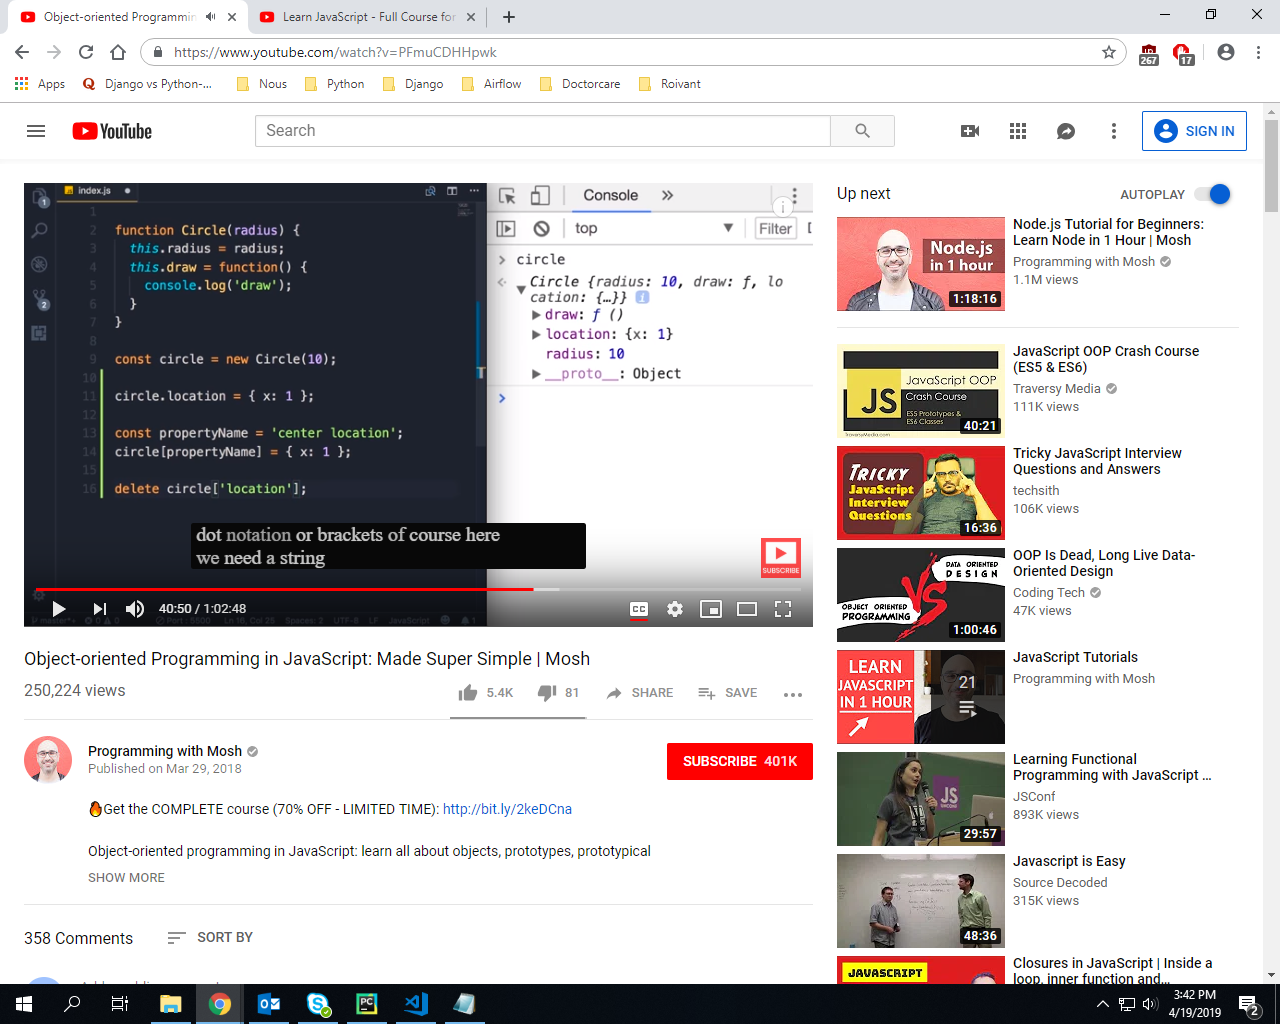 Object-oriented Programmin
Learn JavaScript - Full Course for
https://www.youtube.com/watch?v=PFmuCDHHpwk
267
17
Apps
Django vs Python-...
Nous
Python
Django
Airflow
Doctorcare
Roivant
YouTube
Search
SIGN IN
index.js
1
2 function Circle(radius) {
3 this.radius = radius;
4 this.draw = function() {
5 console.log('draw');
6 }
7 }
8
9 const circle = new Circle(10);
10
11 circle.location = { x: 1 };
12
13 const propertyName = 'center location';
14 circle[propertyName] = { x: 1 };
15
16 delete circle['location'];
Console
top
Filter
circle
Circle {radius: 10, draw: ƒ, lo
cation: {…}}
draw: ƒ ()
location: {x: 1}
radius: 10
__proto__: Object
dot notation or brackets of course here
we need a string
SUBSCRIBE
40:50 / 1:02:48
CC
Object-oriented Programming in JavaScript: Made Super Simple | Mosh
250,224 views
5.4K
81
SHARE
SAVE
Programming with Mosh
Published on Mar 29, 2018
SUBSCRIBE 401K
Get the COMPLETE course (70% OFF - LIMITED TIME): http://bit.ly/2keDCna
Object-oriented programming in JavaScript: learn all about objects, prototypes, prototypical
SHOW MORE
358 Comments
SORT BY
Up next
AUTOPLAY
Node.js
in 1 hour
1:18:16
Node.js Tutorial for Beginners:
Learn Node in 1 Hour | Mosh
Programming with Mosh
1.1M views
JS
JavaScript OOP
Crash Course
ES5 Prototypes &
ES6 Classes
TraversyMedia.com
40:21
JavaScript OOP Crash Course
(ES5 & ES6)
Traversy Media
111K views
TRICKY
JavaScript
Interview
Questions
16:36
Tricky JavaScript Interview
Questions and Answers
techsith
106K views
DATA ORIENTED
DESIGN
VS
OBJECT ORIENTED
PROGRAMMING
1:00:46
OOP Is Dead, Long Live Data-
Oriented Design
Coding Tech
47K views
LEARN
JAVASCRIPT
IN 1 HOUR
21
JavaScript Tutorials
Programming with Mosh
JS
29:57
Learning Functional
Programming with JavaScript ...
JSConf
893K views
48:36
Javascript is Easy
Source Decoded
315K views
JAVASCRIPT
Closures in JavaScript | Inside a
loop, inner function and...
3:42 PM
4/19/2019
2